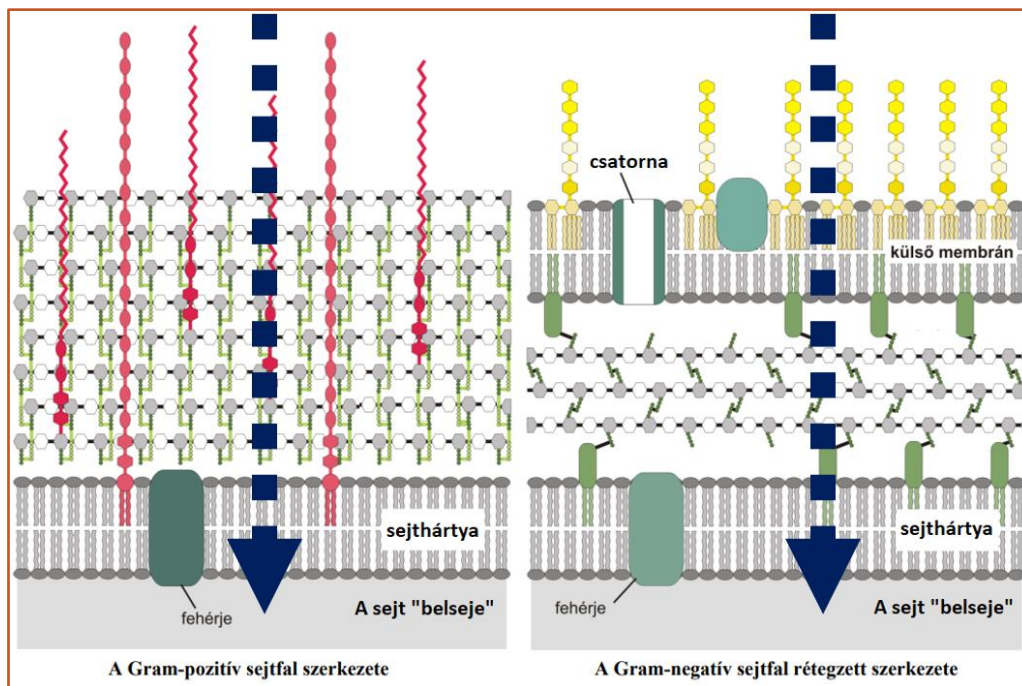 sejthártya
fehérje
A sejt "belseje"
A Gram-pozitív sejtfal szerkezete
csatorna
külső membrán
sejthártya
fehérje
A sejt "belseje"
A Gram-negatív sejtfal rétegzett szerkezete